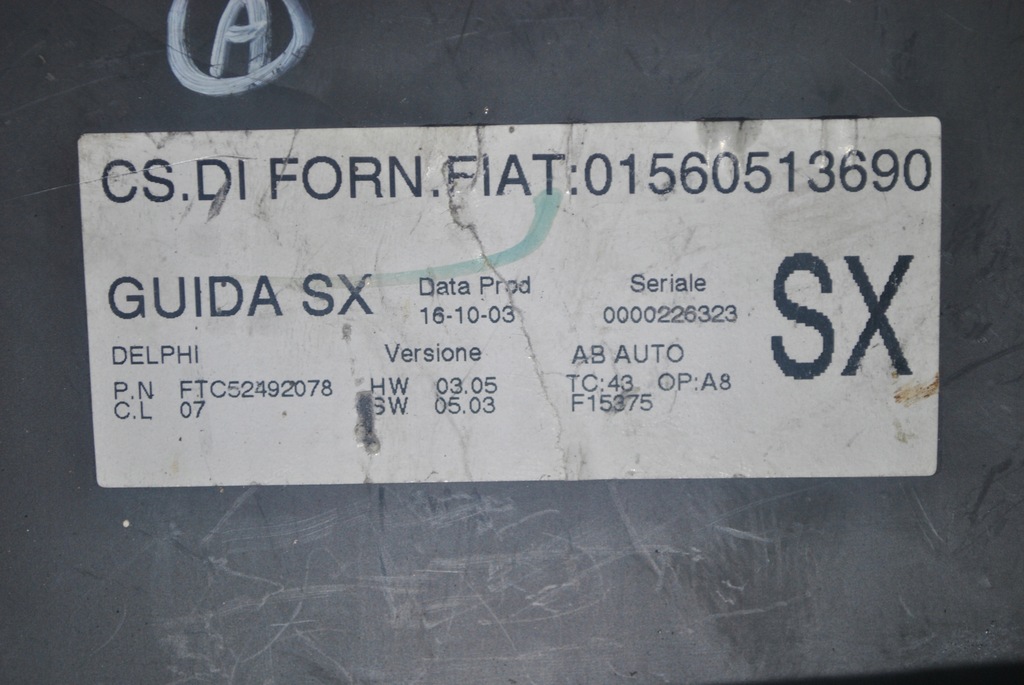 A
CS.DI FORN.FIAT:01560513690
GUIDA SX
Data Prod
16-10-03
Seriale
0000226323
SX
DELPHI
P.N FTC52492078
C.L 07
Versione
HW 03.05
SW 05.03
AB AUTO
TC:43 OP:A8
F15375